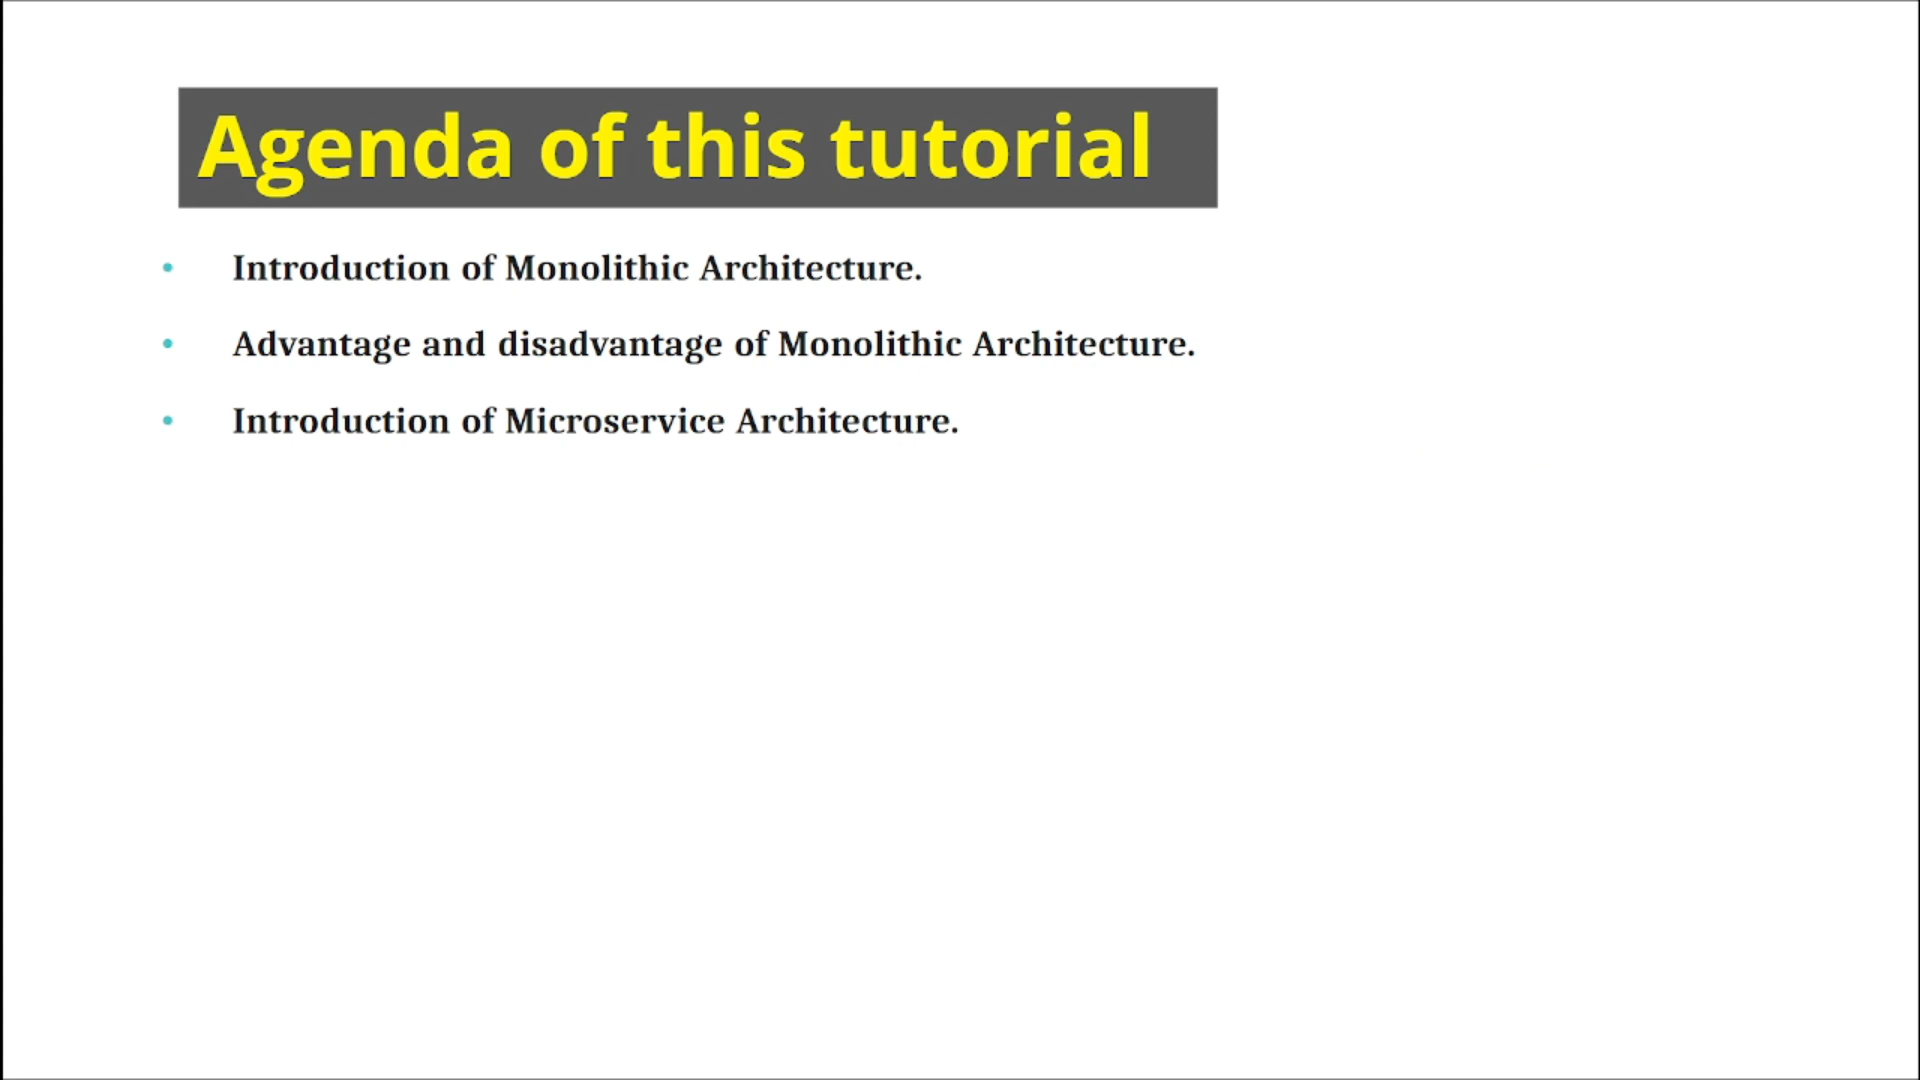 Agenda of this tutorial
• Introduction of Monolithic Architecture.
• Advantage and disadvantage of Monolithic Architecture.
• Introduction of Microservice Architecture.